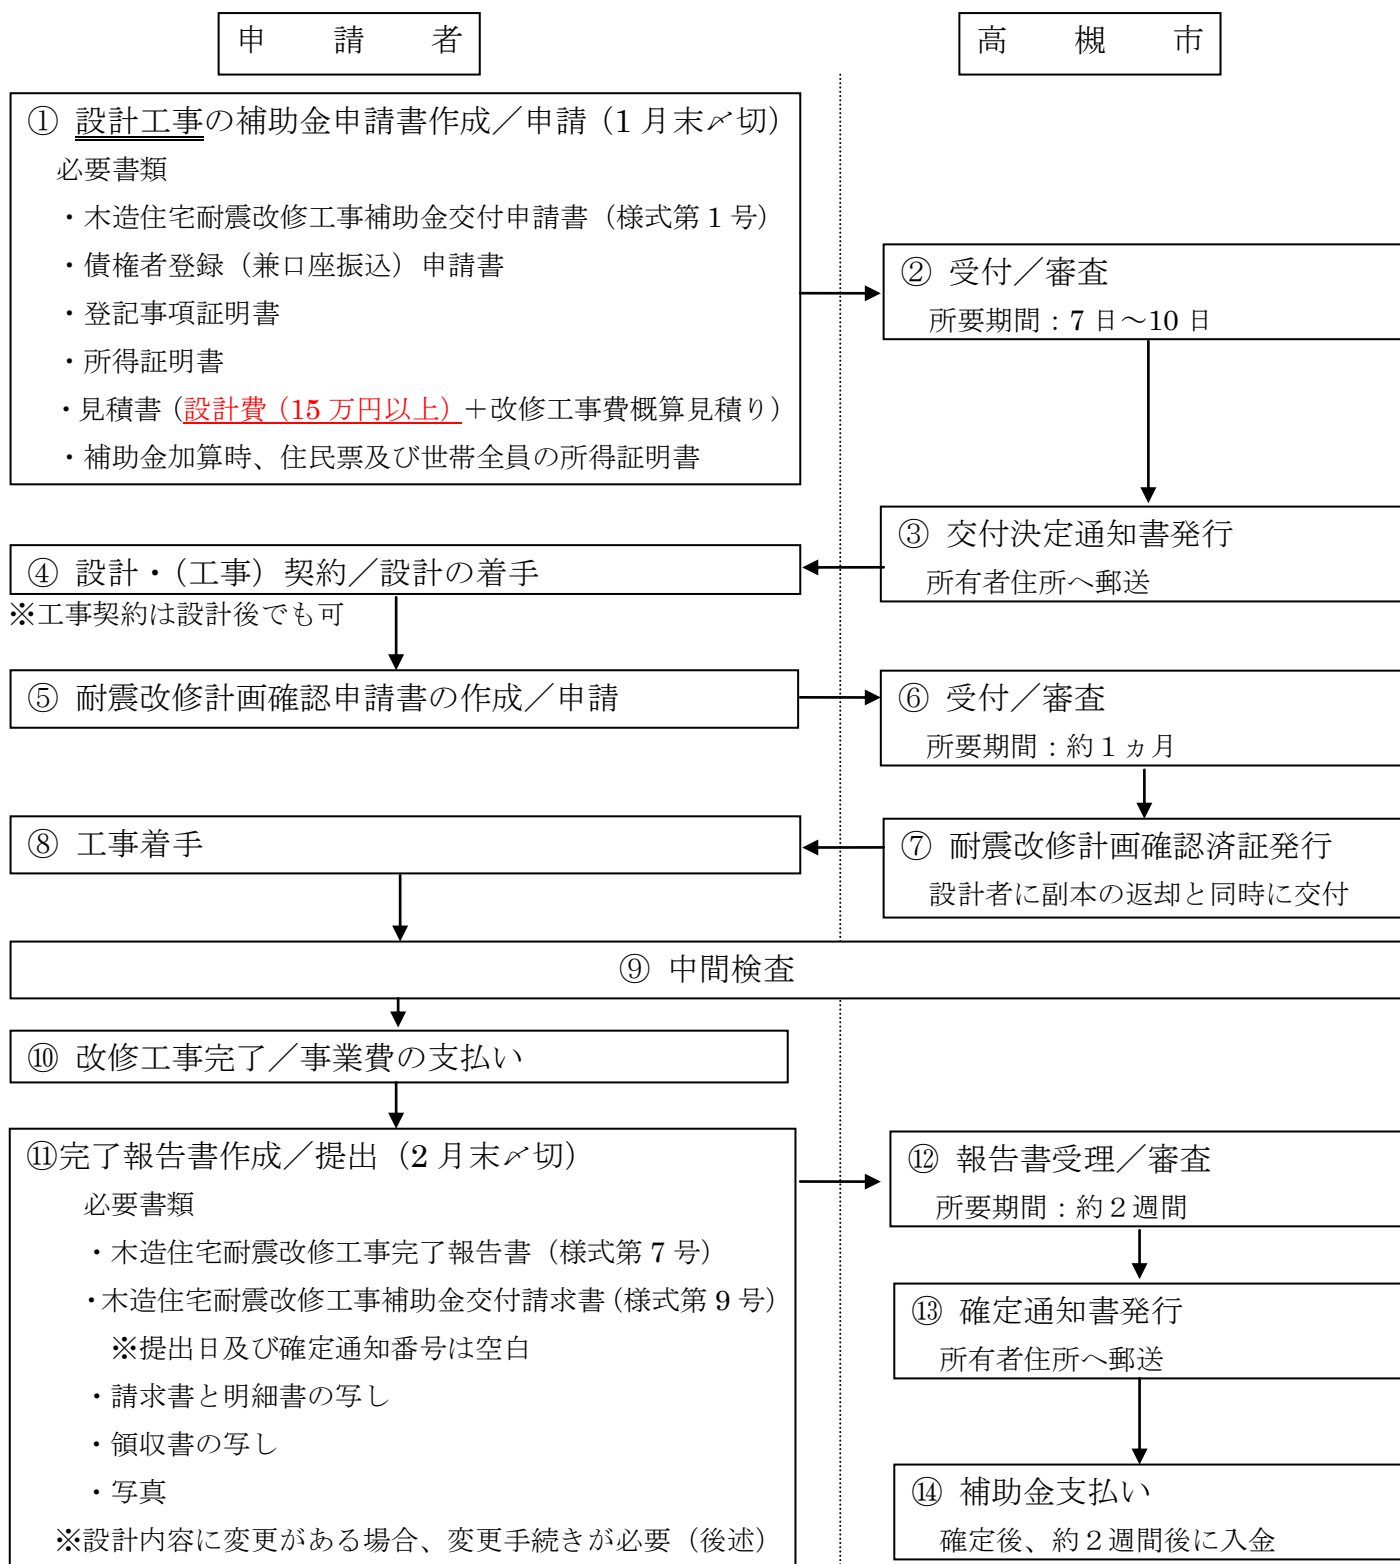 申請者
高槻市
① 設計工事の補助金申請書作成／申請（1月末〆切）
必要書類
・木造住宅耐震改修工事補助金交付申請書（様式第1号）
・債権者登録（兼口座振込）申請書
・登記事項証明書
・所得証明書
・見積書（設計費（15万円以上）＋改修工事費概算見積り）
・補助金加算時、住民票及び世帯全員の所得証明書
② 受付／審査
所要期間：7日～10日
③ 交付決定通知書発行
所有者住所へ郵送
④ 設計・（工事）契約／設計の着手
※工事契約は設計後でも可
⑤ 耐震改修計画確認申請書の作成／申請
⑥ 受付／審査
所要期間：約1ヵ月
⑦ 耐震改修計画確認済証発行
設計者に副本の返却と同時に交付
⑧ 工事着手
⑨ 中間検査
⑩ 改修工事完了／事業費の支払い
⑪完了報告書作成／提出（2月末〆切）
必要書類
・木造住宅耐震改修工事完了報告書（様式第7号）
・木造住宅耐震改修工事補助金交付請求書（様式第9号）
※提出日及び確定通知番号は空白
・請求書と明細書の写し
・領収書の写し
・写真
※設計内容に変更がある場合、変更手続きが必要（後述）
⑫ 報告書受理／審査
所要期間：約２週間
⑬ 確定通知書発行
所有者住所へ郵送
⑭ 補助金支払い
確定後、約２週間後に入金